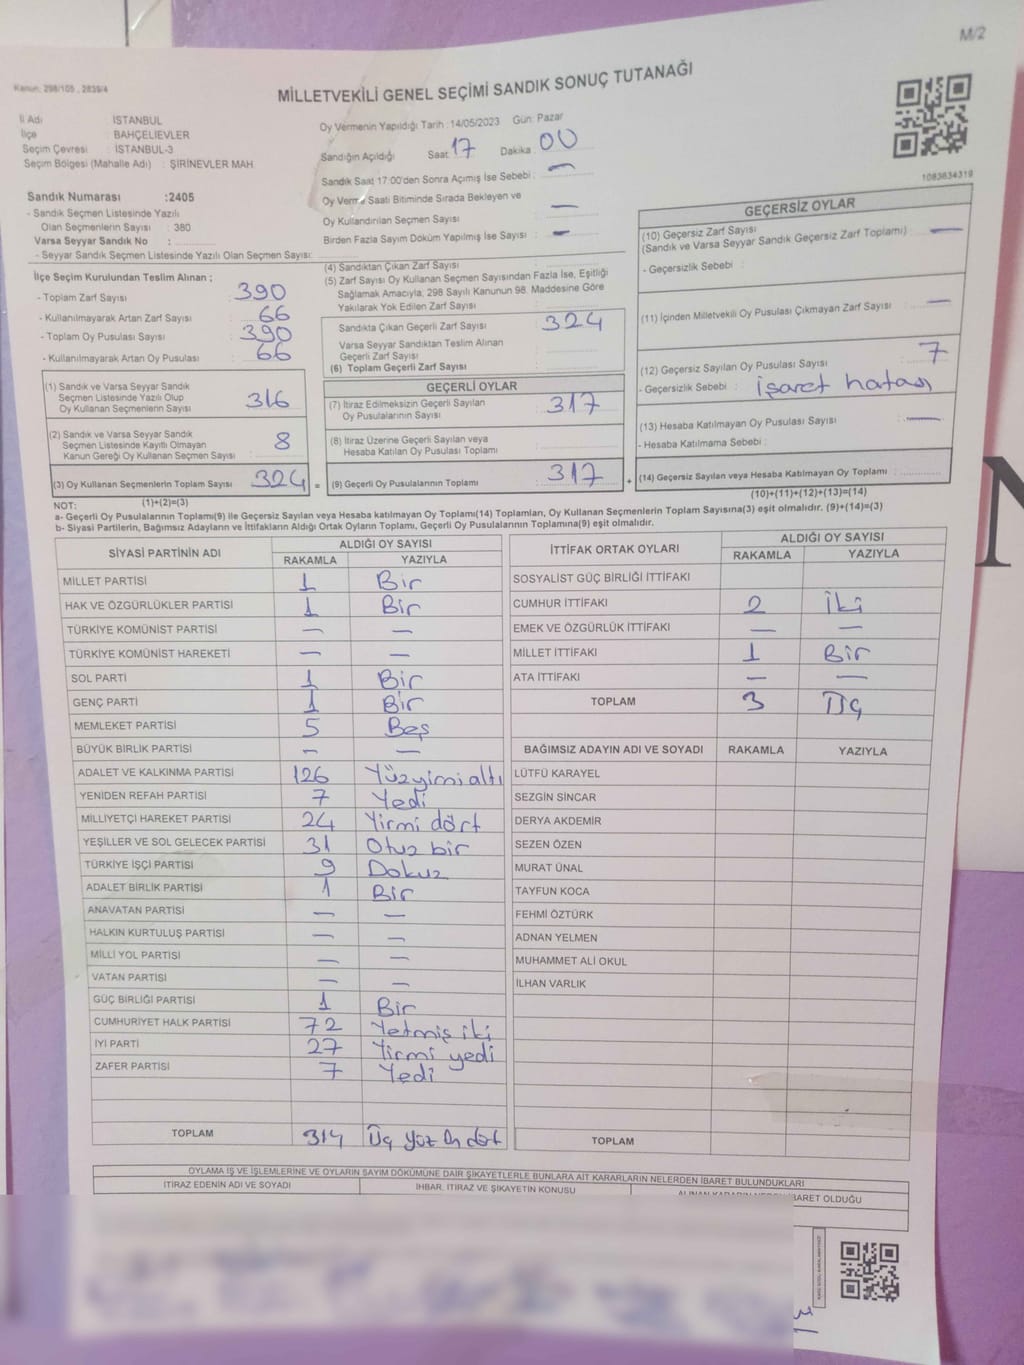 M/2
Kanun: 298/105, 2839/4
MİLLETVEKİLİ GENEL SEÇİMİ SANDIK SONUÇ TUTANAĞI
İl Adı : İSTANBUL
İlçe : BAHÇELİEVLER
Seçim Çevresi : İSTANBUL-3
Seçim Bölgesi (Mahalle Adı) : ŞİRİNEVLER MAH.
Oy Vermenin Yapıldığı Tarih : 14/05/2023 Gün: Pazar
Sandığın Açıldığı Saat : 17 Dakika : 00
Sandık Saat 17:00'den Sonra Açılmış İse Sebebi : —
Oy Verme Saati Bitiminde Sırada Bekleyen ve
Oy Kullandırılan Seçmen Sayısı : —
Birden Fazla Sayım Döküm Yapılmış İse Sayısı : —
1083634319
Sandık Numarası : 2405
- Sandık Seçmen Listesinde Yazılı
Olan Seçmenlerin Sayısı : 380
Varsa Seyyar Sandık No :
- Seyyar Sandık Seçmen Listesinde Yazılı Olan Seçmen Sayısı:
İlçe Seçim Kurulundan Teslim Alınan ;
- Toplam Zarf Sayısı : 390
- Kullanılmayarak Artan Zarf Sayısı : 66
- Toplam Oy Pusulası Sayısı : 390
- Kullanılmayarak Artan Oy Pusulası : 66
(1) Sandık ve Varsa Seyyar Sandık
Seçmen Listesinde Yazılı Olup
Oy Kullanan Seçmenlerin Sayısı : 316
(2) Sandık ve Varsa Seyyar Sandık
Seçmen Listesinde Kayıtlı Olmayan
Kanun Gereği Oy Kullanan Seçmen Sayısı : 8
(3) Oy Kullanan Seçmenlerin Toplam Sayısı : 324
(1)+(2)=(3)
(4) Sandıktan Çıkan Zarf Sayısı :
(5) Zarf Sayısı Oy Kullanan Seçmen Sayısından Fazla İse, Eşitliği
Sağlamak Amacıyla, 298 Sayılı Kanunun 98. Maddesine Göre
Yakılarak Yok Edilen Zarf Sayısı :
Sandıkta Çıkan Geçerli Zarf Sayısı : 324
Varsa Seyyar Sandıktan Teslim Alınan
Geçerli Zarf Sayısı :
(6) Toplam Geçerli Zarf Sayısı :
GEÇERLİ OYLAR
(7) İtiraz Edilmeksizin Geçerli Sayılan
Oy Pusulalarının Sayısı : 317
(8) İtiraz Üzerine Geçerli Sayılan veya
Hesaba Katılan Oy Pusulası Toplamı :
(9) Geçerli Oy Pusulalarının Toplamı : 317
GEÇERSİZ OYLAR
(10) Geçersiz Zarf Sayısı : —
(Sandık ve Varsa Seyyar Sandık Geçersiz Zarf Toplamı)
- Geçersizlik Sebebi :
(11) İçinden Milletvekili Oy Pusulası Çıkmayan Zarf Sayısı : —
(12) Geçersiz Sayılan Oy Pusulası Sayısı : 7
- Geçersizlik Sebebi : işaret hatası
(13) Hesaba Katılmayan Oy Pusulası Sayısı : —
- Hesaba Katılmama Sebebi :
(14) Geçersiz Sayılan veya Hesaba Katılmayan Oy Toplamı :
(10)+(11)+(12)+(13)=(14)
NOT:
a- Geçerli Oy Pusulalarının Toplamı(9) ile Geçersiz Sayılan veya Hesaba Katılmayan Oy Toplamı(14) Toplamları, Oy Kullanan Seçmenlerin Toplam Sayısına(3) eşit olmalıdır. (9)+(14)=(3)
b- Siyasi Partilerin, Bağımsız Adayların ve İttifakların Aldığı Ortak Oyların Toplamı, Geçerli Oy Pusulalarının Toplamına(9) eşit olmalıdır.
SİYASİ PARTİNİN ADI ALDIĞI OY SAYISI
RAKAMLA YAZIYLA
MİLLET PARTİSİ 1 Bir
HAK VE ÖZGÜRLÜKLER PARTİSİ 1 Bir
TÜRKİYE KOMÜNİST PARTİSİ — —
TÜRKİYE KOMÜNİST HAREKETİ — —
SOL PARTİ 1 Bir
GENÇ PARTİ 1 Bir
MEMLEKET PARTİSİ 5 Beş
BÜYÜK BİRLİK PARTİSİ — —
ADALET VE KALKINMA PARTİSİ 126 Yüzyirmi altı
YENİDEN REFAH PARTİSİ 7 Yedi
MİLLİYETÇİ HAREKET PARTİSİ 24 Yirmi dört
YEŞİLLER VE SOL GELECEK PARTİSİ 31 Otuz bir
TÜRKİYE İŞÇİ PARTİSİ 9 Dokuz
ADALET BİRLİK PARTİSİ 1 Bir
ANAVATAN PARTİSİ — —
HALKIN KURTULUŞ PARTİSİ — —
MİLLİ YOL PARTİSİ — —
VATAN PARTİSİ — —
GÜÇ BİRLİĞİ PARTİSİ 1 Bir
CUMHURİYET HALK PARTİSİ 72 Yetmiş iki
İYİ PARTİ 27 Yirmi yedi
ZAFER PARTİSİ 7 Yedi
TOPLAM 314 Üç yüz on dört
İTTİFAK ORTAK OYLARI ALDIĞI OY SAYISI
RAKAMLA YAZIYLA
SOSYALİST GÜÇ BİRLİĞİ İTTİFAKI
CUMHUR İTTİFAKI 2 İki
EMEK VE ÖZGÜRLÜK İTTİFAKI — —
MİLLET İTTİFAKI 1 Bir
ATA İTTİFAKI — —
TOPLAM 3 Üç
BAĞIMSIZ ADAYIN ADI VE SOYADI RAKAMLA YAZIYLA
LÜTFÜ KARAYEL
SEZGİN SİNCAR
DERYA AKDEMİR
SEZEN ÖZEN
MURAT ÜNAL
TAYFUN KOCA
FEHMİ ÖZTÜRK
ADNAN YELMEN
MUHAMMET ALİ OKUL
İLHAN VARLIK
TOPLAM
OYLAMA İŞ VE İŞLEMLERİNE VE OYLARIN SAYIM DÖKÜMÜNE DAİR ŞİKAYETLERLE BUNLARA AİT KARARLARIN NELERDEN İBARET BULUNDUKLARI
İTİRAZ EDENİN ADI VE SOYADI İHBAR, İTİRAZ VE ŞİKAYETİN KONUSU ALINAN KARARIN NEDEN İBARET OLDUĞU
N